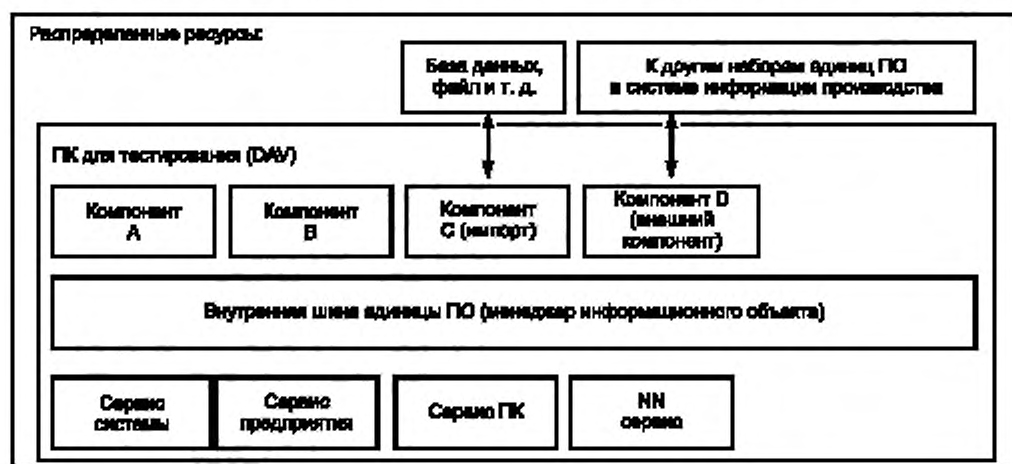 Распределенные ресурсы:
База данных,
файл и т. д.
К другим наборам единиц ПО
в системе информации производства
ПК для тестирования (DAV)
Компонент
A
Компонент
B
Компонент
C (импорт)
Компонент D
(внешний
компонент)
Внутренняя шина единицы ПО (менеджер информационного объекта)
Сервис
системы
Сервис
предприятия
Сервис ПК
NN
сервис